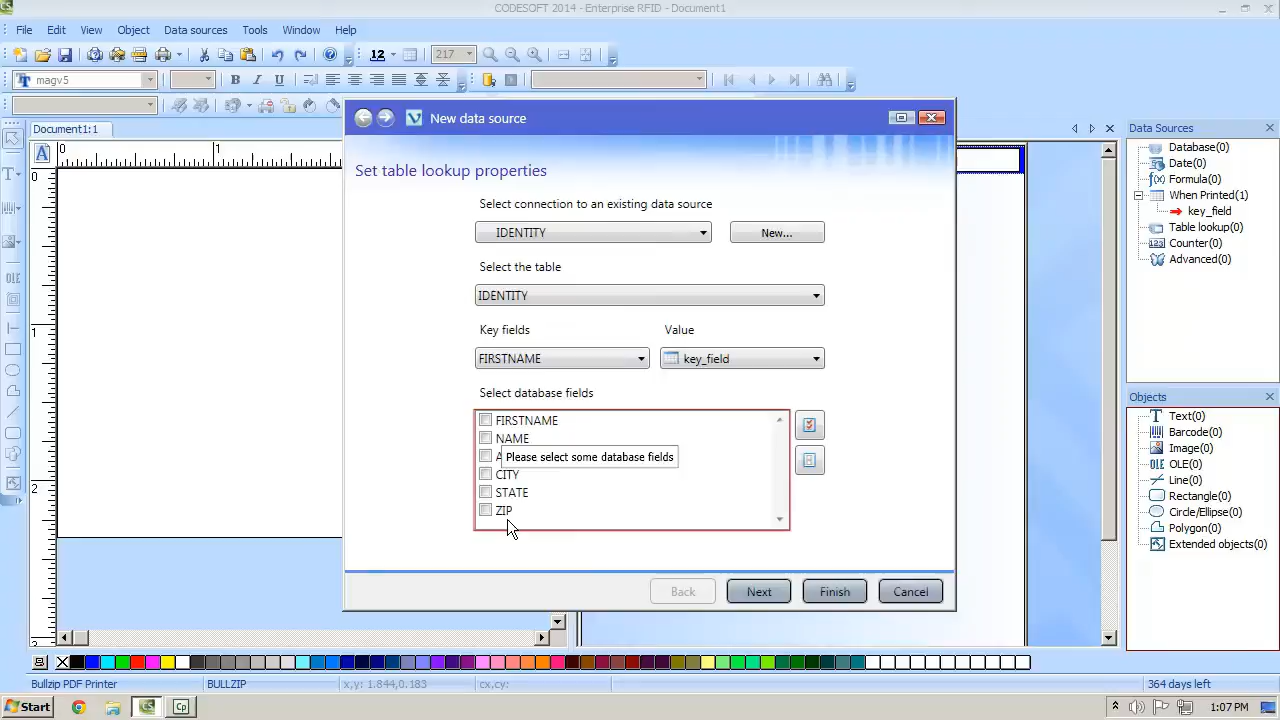 CODESOFT 2014 - Enterprise RFID - Document1
File Edit View Object Data sources Tools Window Help
12 217
magv5 B I U
Document1:1
0 1
0
1
2
3
New data source
Set table lookup properties
Select connection to an existing data source
IDENTITY New...
Select the table
IDENTITY
Key fields Value
FIRSTNAME key_field
Select database fields
FIRSTNAME
NAME
A Please select some database fields
CITY
STATE
ZIP
Back Next Finish Cancel
Data Sources
Database(0)
Date(0)
Formula(0)
When Printed(1)
key_field
Table lookup(0)
Counter(0)
Advanced(0)
Objects
Text(0)
Barcode(0)
Image(0)
OLE(0)
Line(0)
Rectangle(0)
Circle/Ellipse(0)
Polygon(0)
Extended objects(0)
Bullzip PDF Printer BULLZIP x,y: 1.844,0.183 cx,cy: 364 days left
Start 1:07 PM